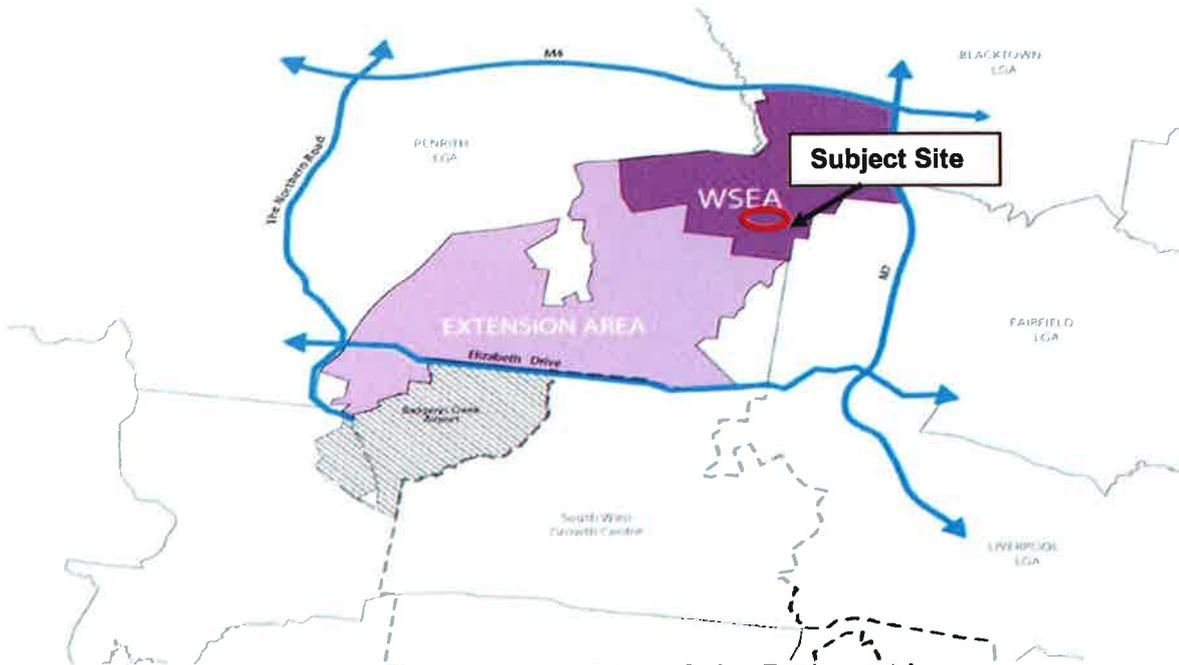 M4
BLACKTOWN
LGA
PENRITH
LGA
The Northern Road
Subject Site
WSEA
M7
EXTENSION AREA
FAIRFIELD
LGA
Elizabeth Drive
Badgerys Creek
Airport
South West
Growth Centre
LIVERPOOL
LGA